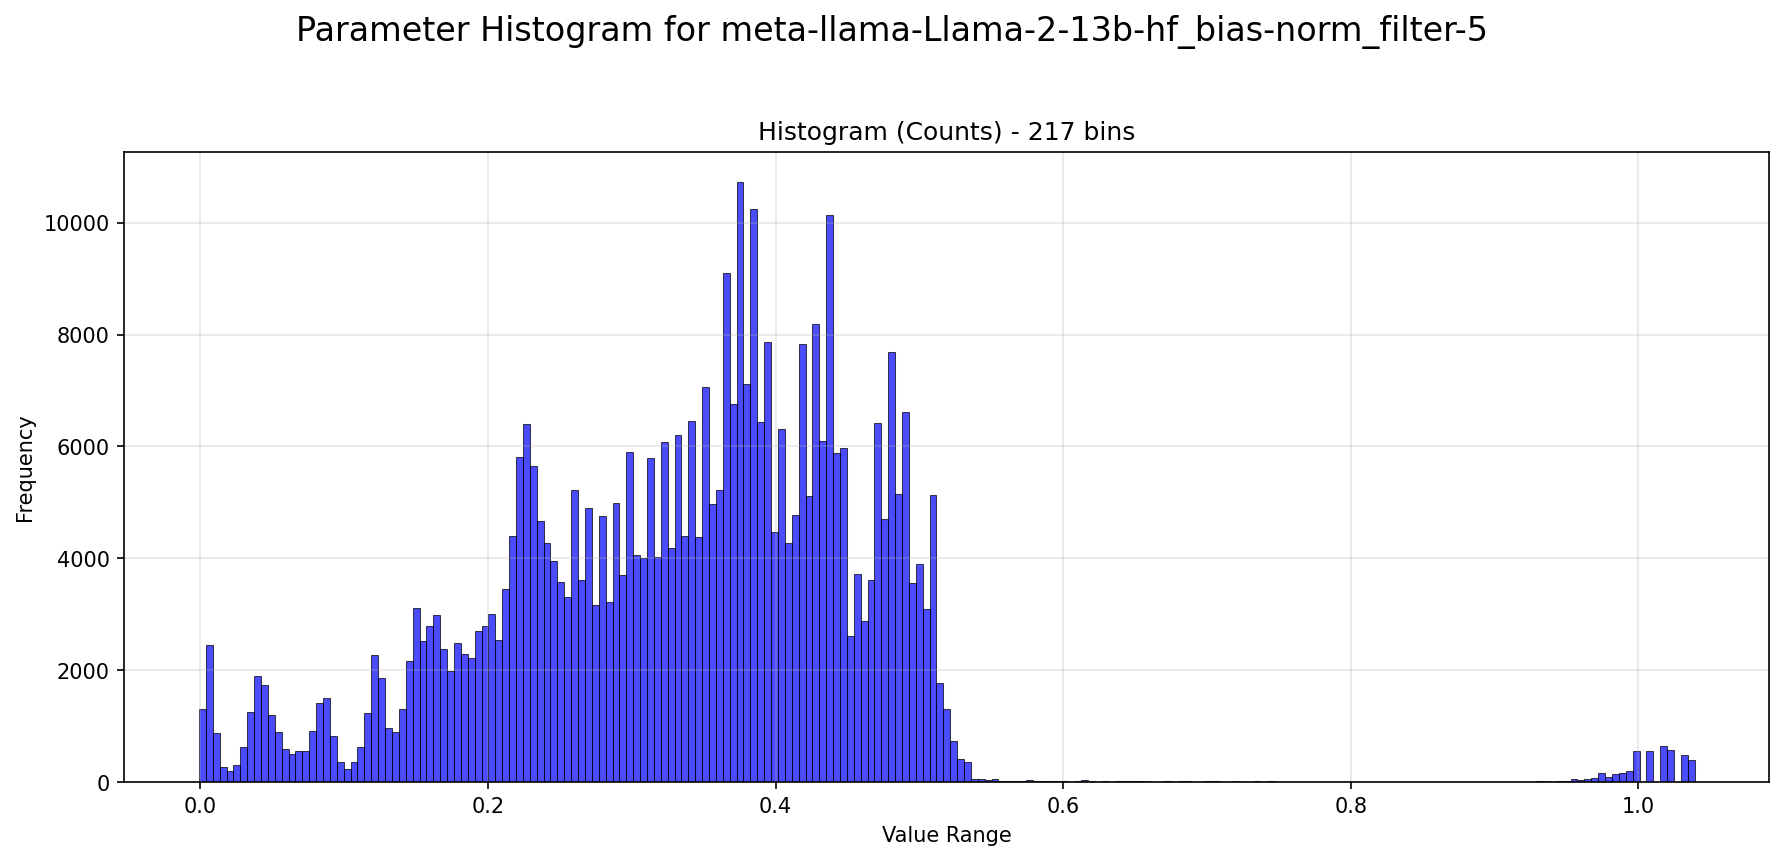 Parameter Histogram for meta-llama-Llama-2-13b-hf_bias-norm_filter-5
Histogram (Counts) - 217 bins
Frequency
10000
8000
6000
4000
2000
0
0.0 0.2 0.4 0.6 0.8 1.0
Value Range